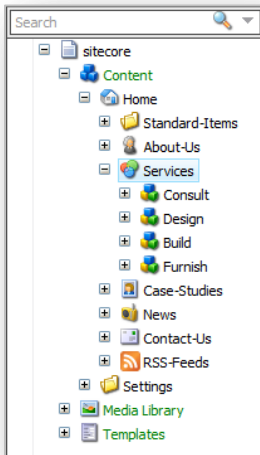 Search
sitecore
Content
Home
Standard-Items
About-Us
Services
Consult
Design
Build
Furnish
Case-Studies
News
Contact-Us
RSS-Feeds
Settings
Media Library
Templates